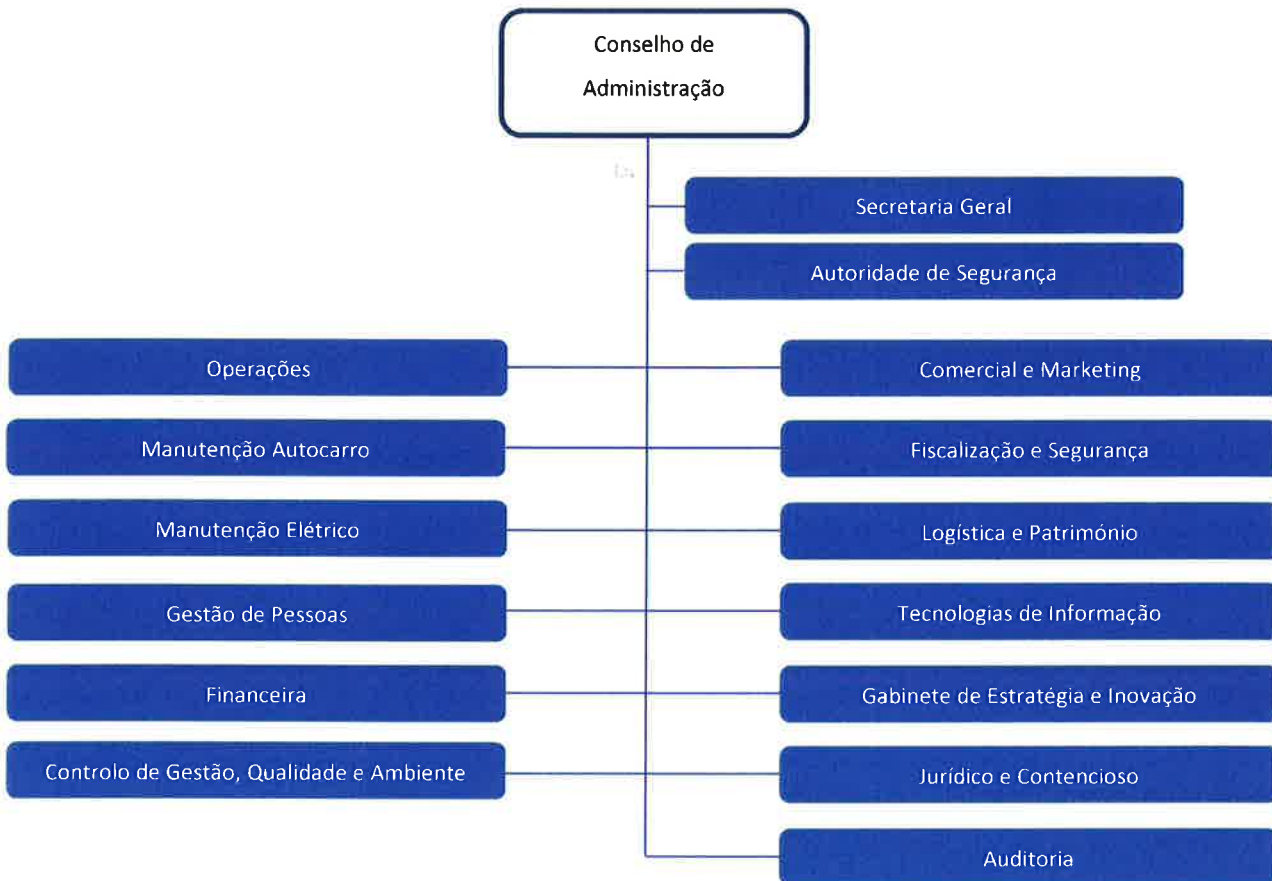 Conselho de
Administração
Secretaria Geral
Autoridade de Segurança
Operações
Comercial e Marketing
Manutenção Autocarro
Fiscalização e Segurança
Manutenção Elétrico
Logística e Património
Gestão de Pessoas
Tecnologias de Informação
Financeira
Gabinete de Estratégia e Inovação
Controlo de Gestão, Qualidade e Ambiente
Jurídico e Contencioso
Auditoria